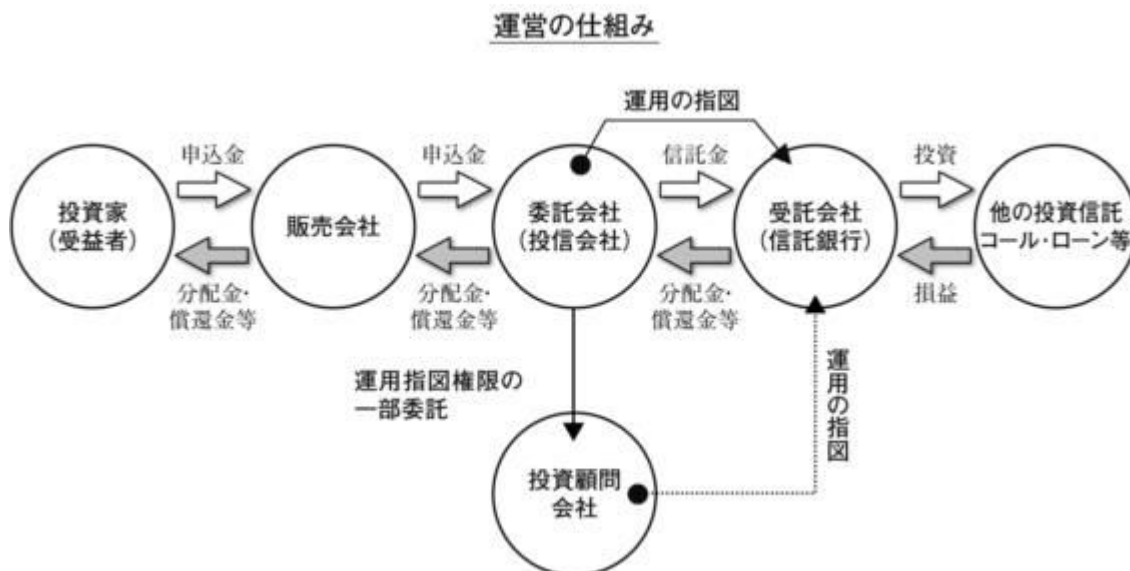 運営の仕組み
運用の指図
申込金
申込金
信託金
投資
投資家
(受益者)
販売会社
委託会社
(投信会社)
受託会社
(信託銀行)
他の投資信託
コール・ローン等
分配金・
償還金等
分配金・
償還金等
分配金・
償還金等
損益
運用指図権限の
一部委託
運用の指図
投資顧問
会社